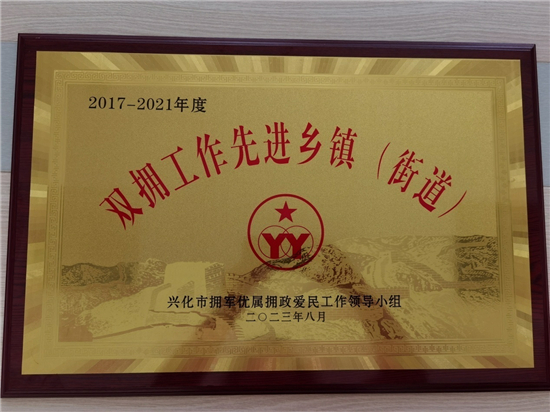 2017-2021年度
双拥工作先进乡镇（街道）
YY
兴化市拥军优属拥政爱民工作领导小组
二〇二三年八月